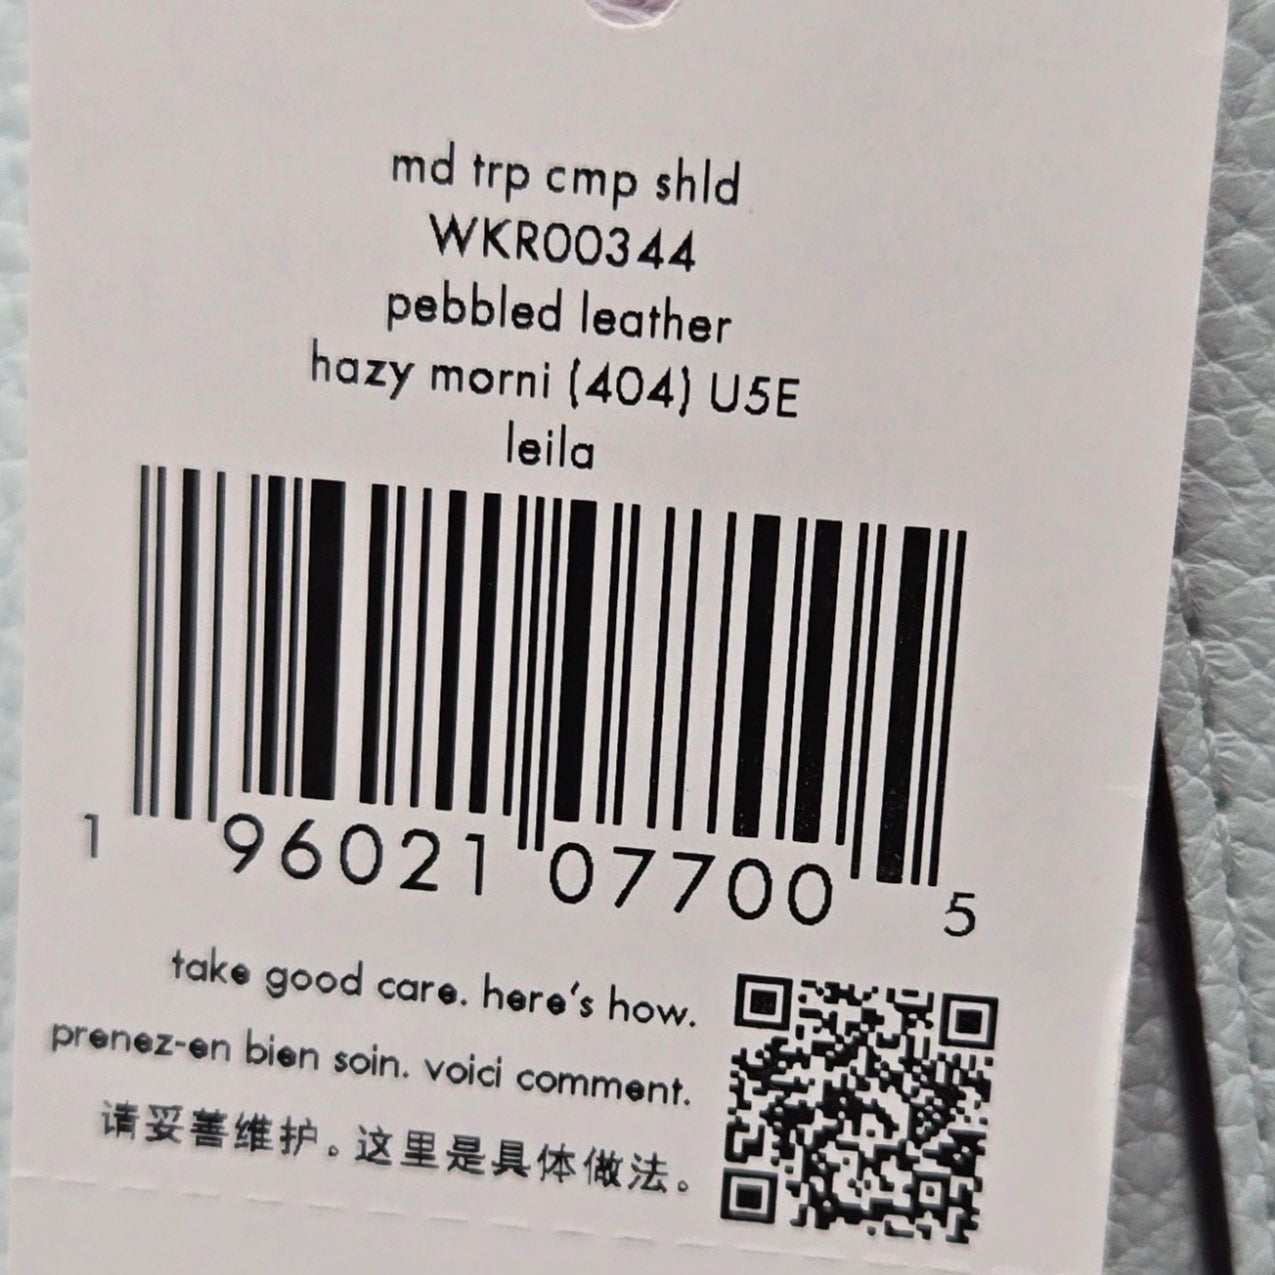 md trp cmp shld
WKR00344
pebbled leather
hazy morni (404) U5E
leila
1 96021 07700 5
take good care. here's how.
prenez-en bien soin. voici comment.
请妥善维护。这里是具体做法。